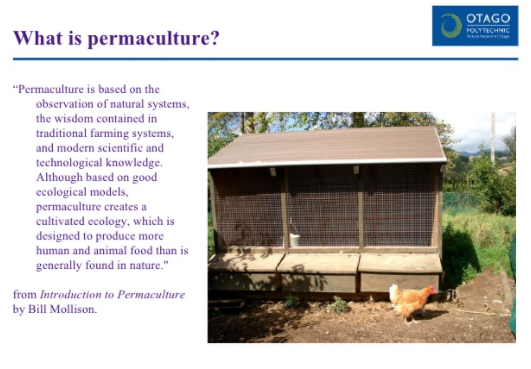 What is permaculture?
OTAGO
POLYTECHNIC
“Permaculture is based on the
observation of natural systems,
the wisdom contained in
traditional farming systems,
and modern scientific and
technological knowledge.
Although based on good
ecological models,
permaculture creates a
cultivated ecology, which is
designed to produce more
human and animal food than is
generally found in nature."
from Introduction to Permaculture
by Bill Mollison.